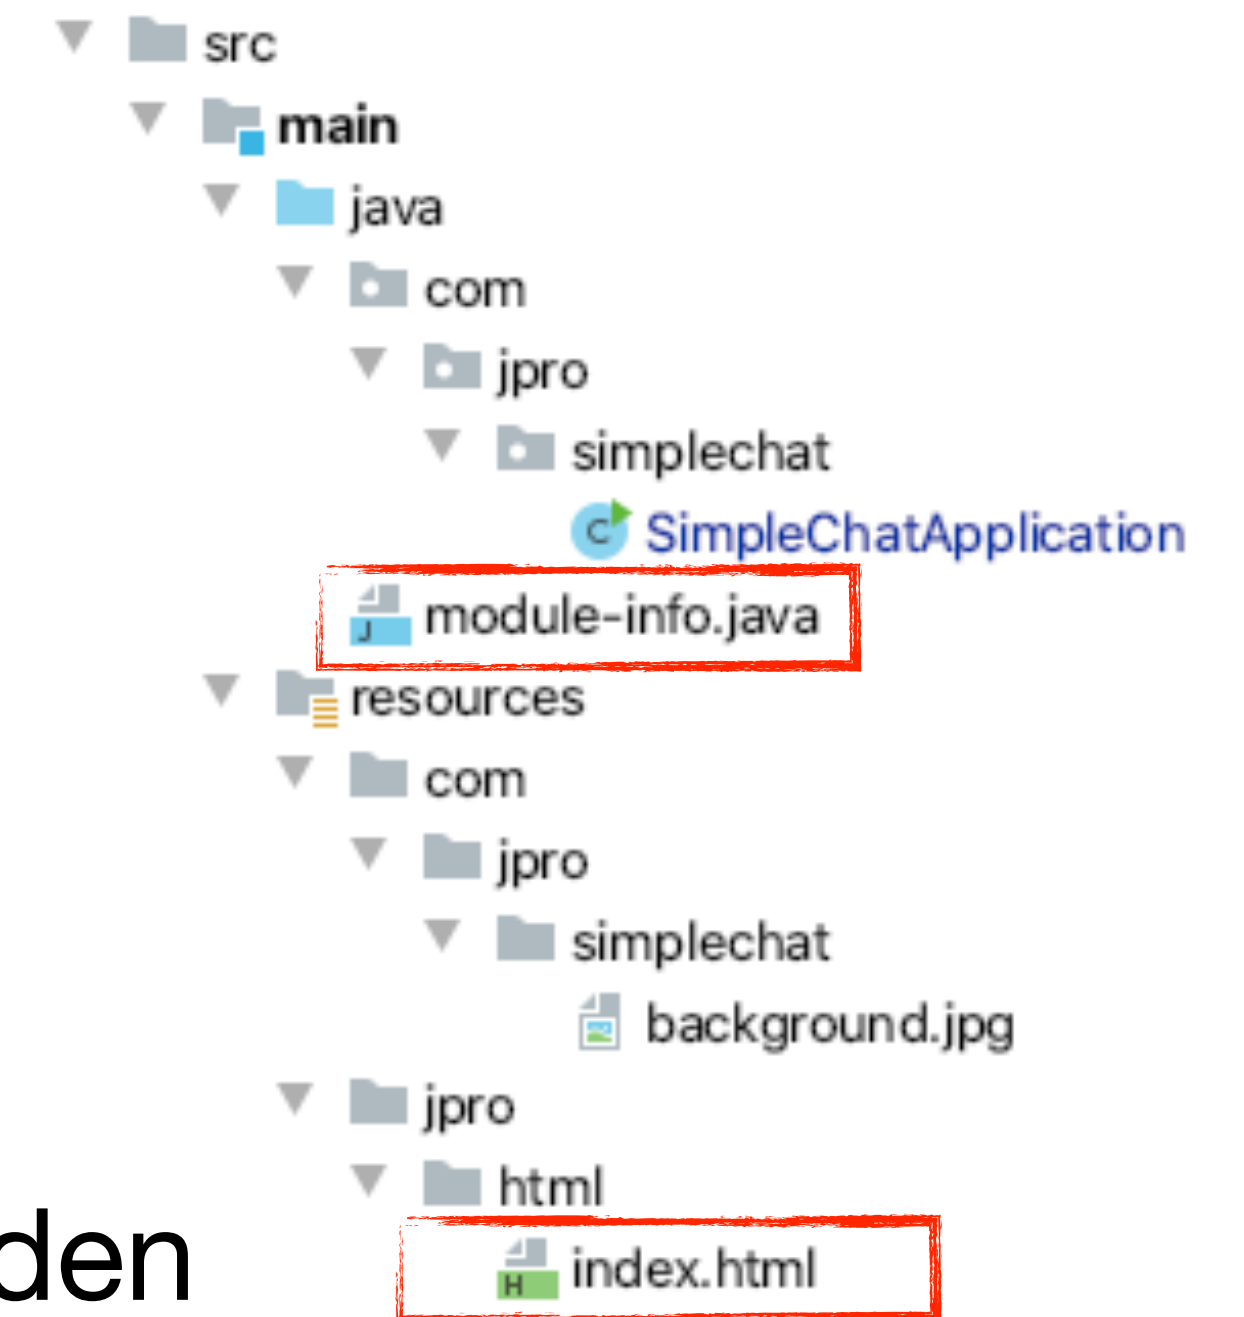 src
main
java
com
jpro
simplechat
C SimpleChatApplication
J module-info.java
resources
com
jpro
simplechat
background.jpg
jpro
html
den
H index.html